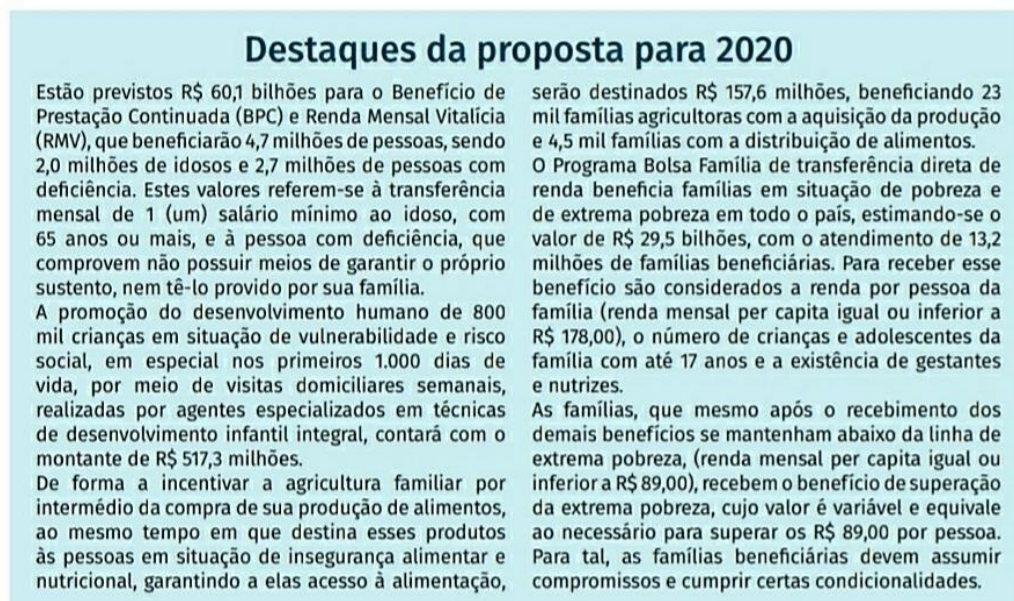 Destaques da proposta para 2020
Estão previstos R$ 60,1 bilhões para o Benefício de
Prestação Continuada (BPC) e Renda Mensal Vitalícia
(RMV), que beneficiarão 4,7 milhões de pessoas, sendo
2,0 milhões de idosos e 2,7 milhões de pessoas com
deficiência. Estes valores referem-se à transferência
mensal de 1 (um) salário mínimo ao idoso, com
65 anos ou mais, e à pessoa com deficiência, que
comprovem não possuir meios de garantir o próprio
sustento, nem tê-lo provido por sua família.
A promoção do desenvolvimento humano de 800
mil crianças em situação de vulnerabilidade e risco
social, em especial nos primeiros 1.000 dias de
vida, por meio de visitas domiciliares semanais,
realizadas por agentes especializados em técnicas
de desenvolvimento infantil integral, contará com o
montante de R$ 517,3 milhões.
De forma a incentivar a agricultura familiar por
intermédio da compra de sua produção de alimentos,
ao mesmo tempo em que destina esses produtos
às pessoas em situação de insegurança alimentar e
nutricional, garantindo a elas acesso à alimentação,
serão destinados R$ 157,6 milhões, beneficiando 23
mil famílias agricultoras com a aquisição da produção
e 4,5 mil famílias com a distribuição de alimentos.
O Programa Bolsa Família de transferência direta de
renda beneficia famílias em situação de pobreza e
de extrema pobreza em todo o país, estimando-se o
valor de R$ 29,5 bilhões, com o atendimento de 13,2
milhões de famílias beneficiárias. Para receber esse
benefício são considerados a renda por pessoa da
família (renda mensal per capita igual ou inferior a
R$ 178,00), o número de crianças e adolescentes da
família com até 17 anos e a existência de gestantes
e nutrizes.
As famílias, que mesmo após o recebimento dos
demais benefícios se mantenham abaixo da linha de
extrema pobreza, (renda mensal per capita igual ou
inferior a R$ 89,00), recebem o benefício de superação
da extrema pobreza, cujo valor é variável e equivale
ao necessário para superar os R$ 89,00 por pessoa.
Para tal, as famílias beneficiárias devem assumir
compromissos e cumprir certas condicionalidades.